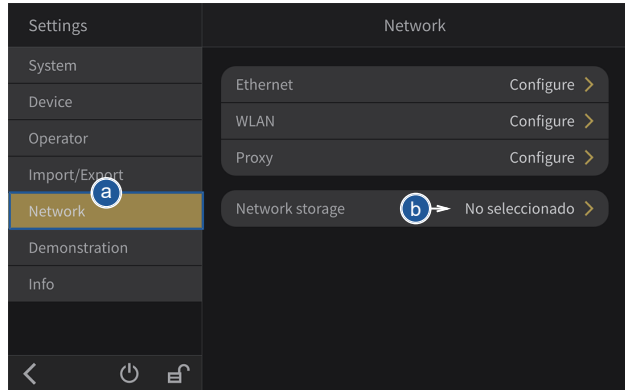 Settings
Network
System
Device
Operator
Import/Export
a
Network
Demonstration
Info
Ethernet Configure
WLAN Configure
Proxy Configure
Network storage b No seleccionado